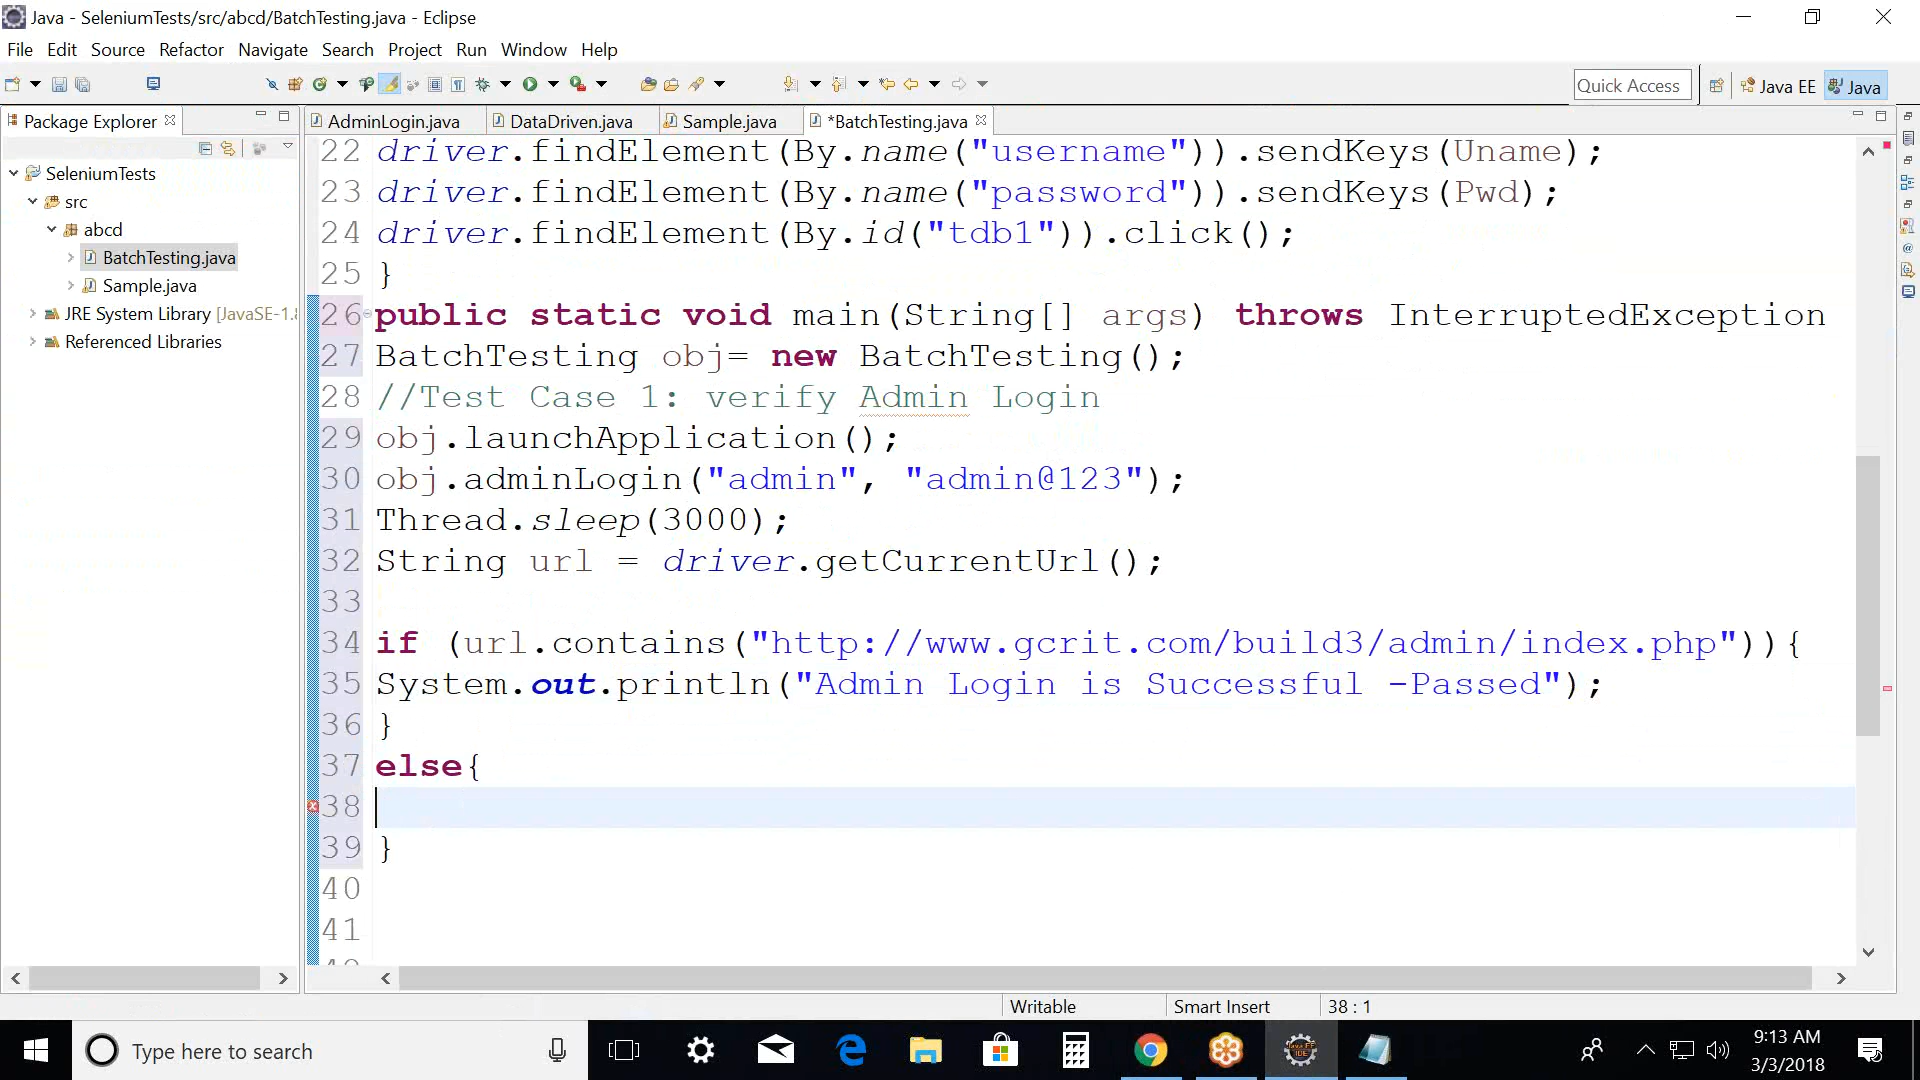 Java - SeleniumTests/src/abcd/BatchTesting.java - Eclipse
File Edit Source Refactor Navigate Search Project Run Window Help
Quick Access Java EE Java
Package Explorer
AdminLogin.java DataDriven.java Sample.java *BatchTesting.java
SeleniumTests
src
abcd
BatchTesting.java
Sample.java
JRE System Library [JavaSE-1.8
Referenced Libraries
22 driver.findElement(By.name("username")).sendKeys(Uname);
23 driver.findElement(By.name("password")).sendKeys(Pwd);
24 driver.findElement(By.id("tdb1")).click();
25 }
26 public static void main(String[] args) throws InterruptedException
27 BatchTesting obj= new BatchTesting();
28 //Test Case 1: verify Admin Login
29 obj.launchApplication();
30 obj.adminLogin("admin", "admin@123");
31 Thread.sleep(3000);
32 String url = driver.getCurrentUrl();
33
34 if (url.contains("http://www.gcrit.com/build3/admin/index.php")){
35 System.out.println("Admin Login is Successful -Passed");
36 }
37 else{
38
39 }
40
41
Writable Smart Insert 38 : 1
Type here to search
9:13 AM
3/3/2018